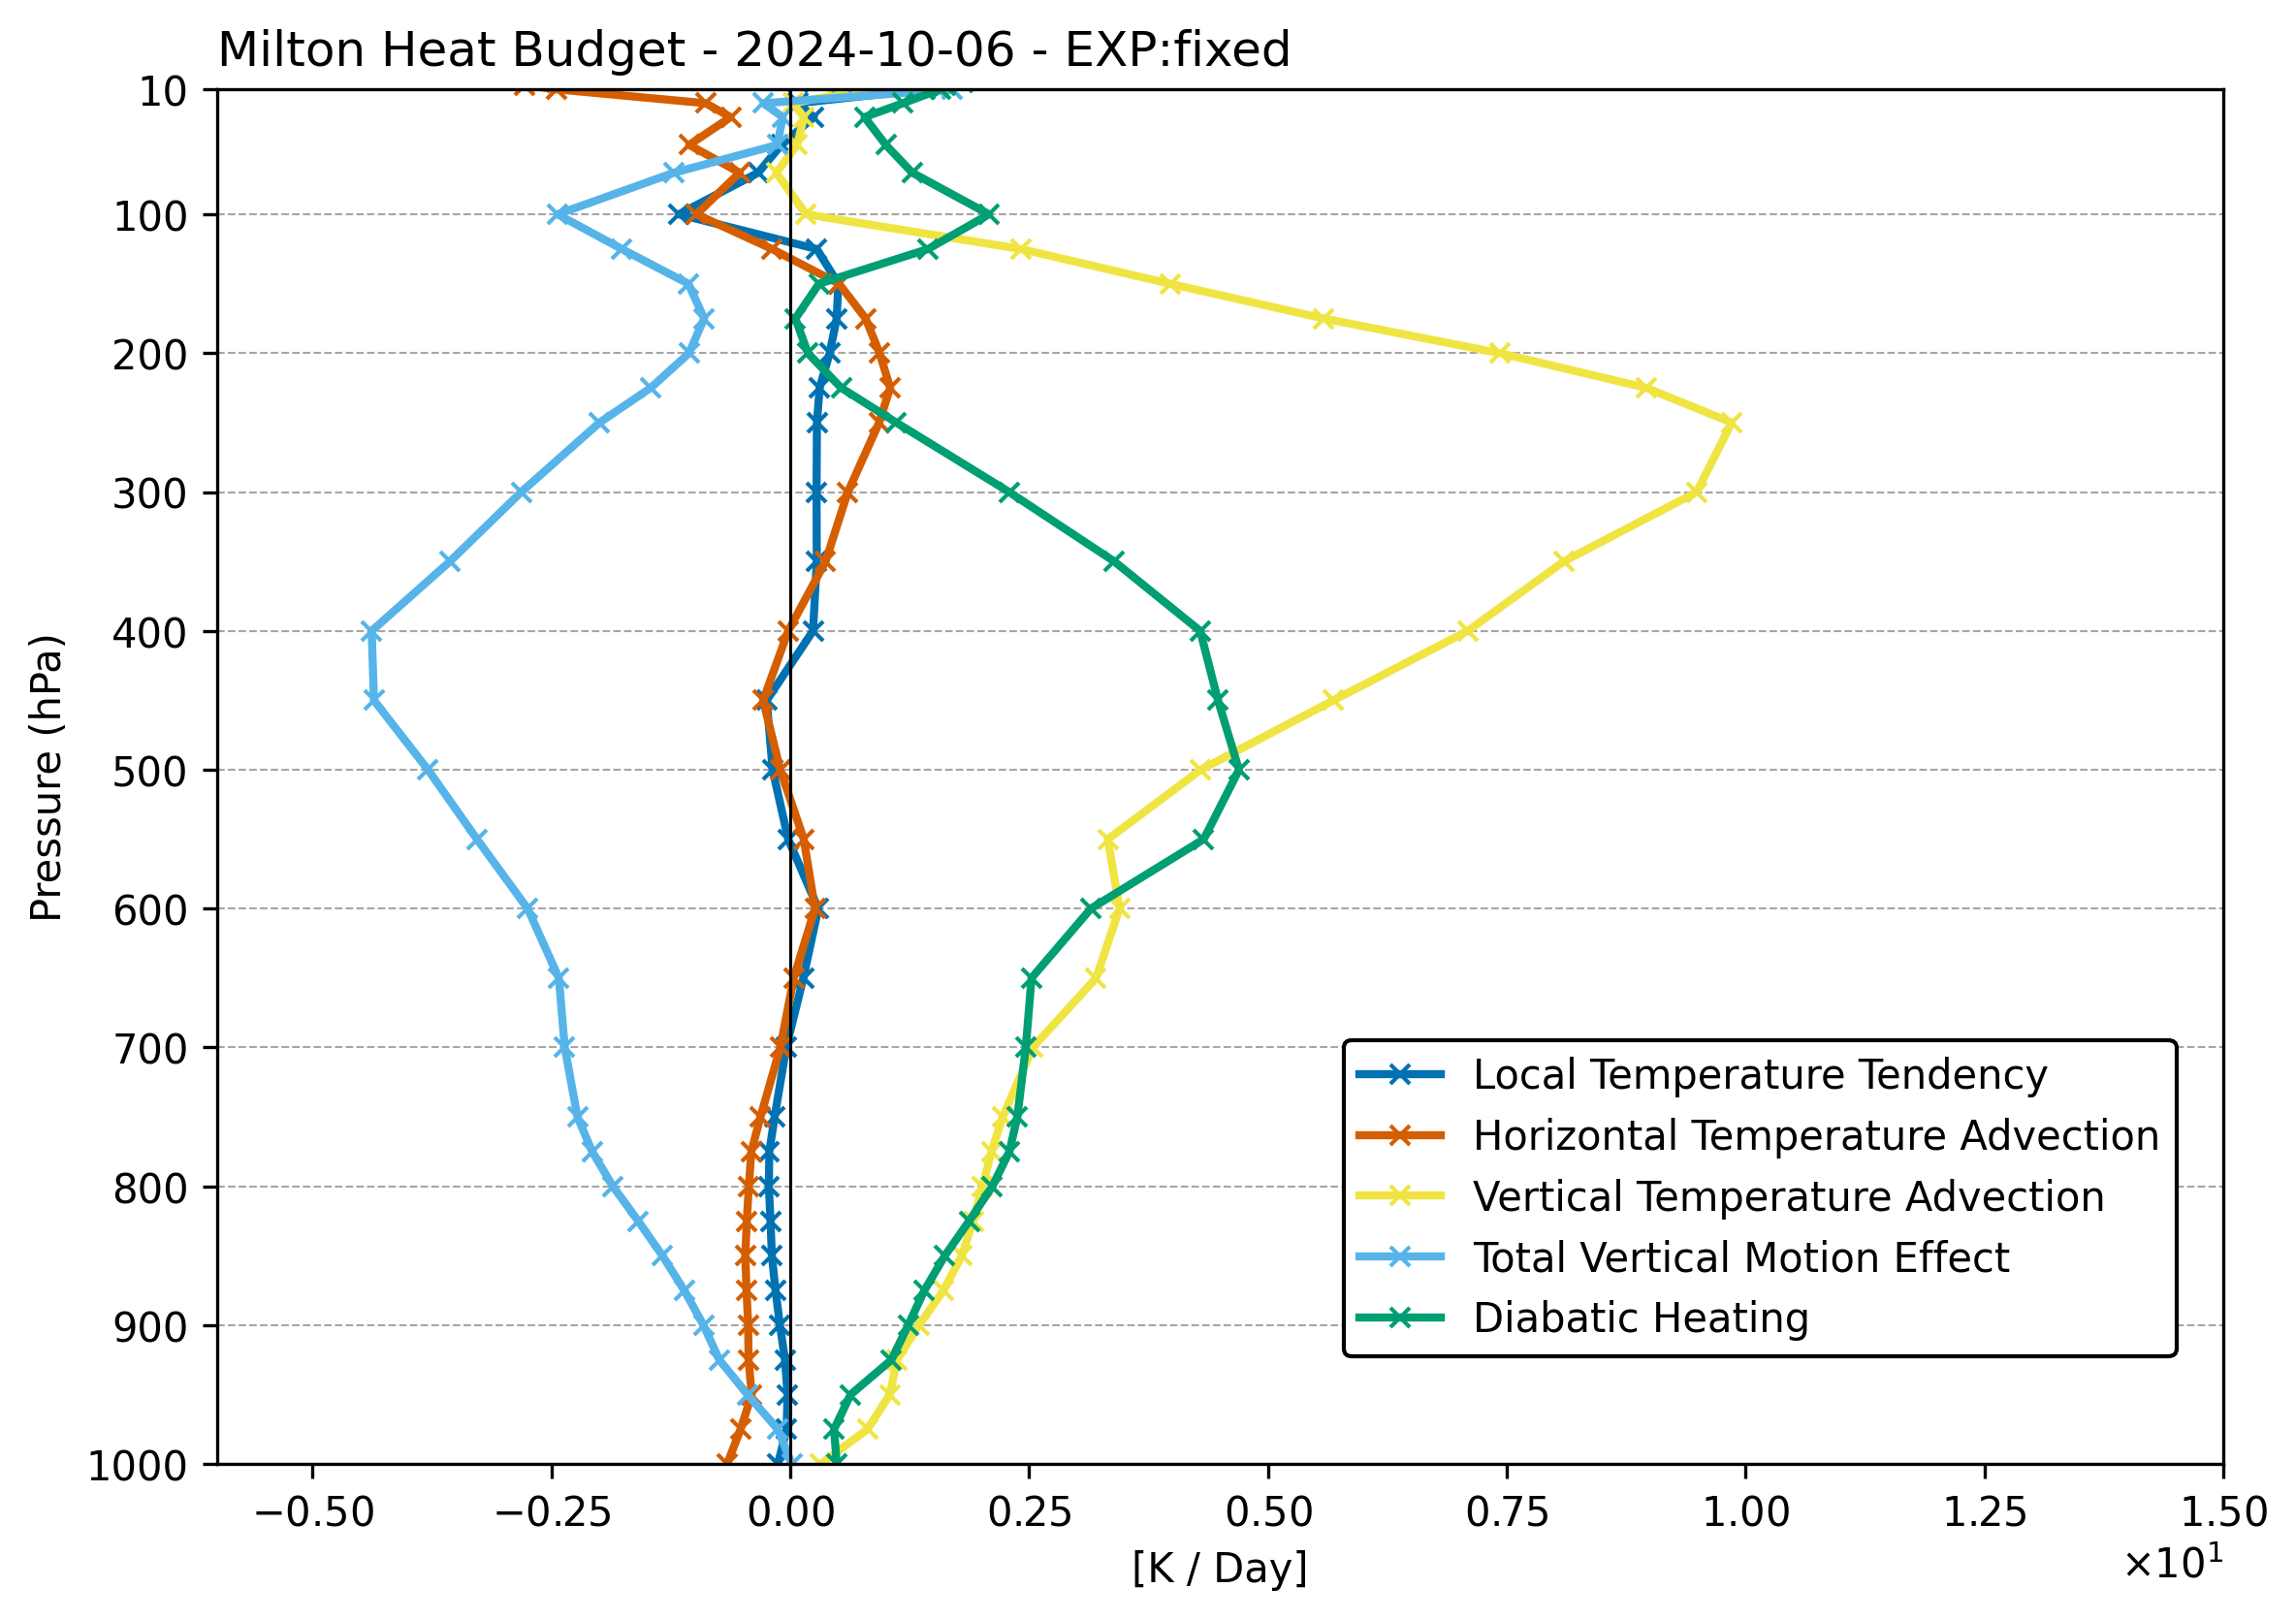 Milton Heat Budget - 2024-10-06 - EXP:fixed
10
100
200
300
400
500
600
700
800
900
1000
Pressure (hPa)
Local Temperature Tendency
Horizontal Temperature Advection
Vertical Temperature Advection
Total Vertical Motion Effect
Diabatic Heating
−0.50 −0.25 0.00 0.25 0.50 0.75 1.00 1.25 1.50
[K / Day]
×10¹